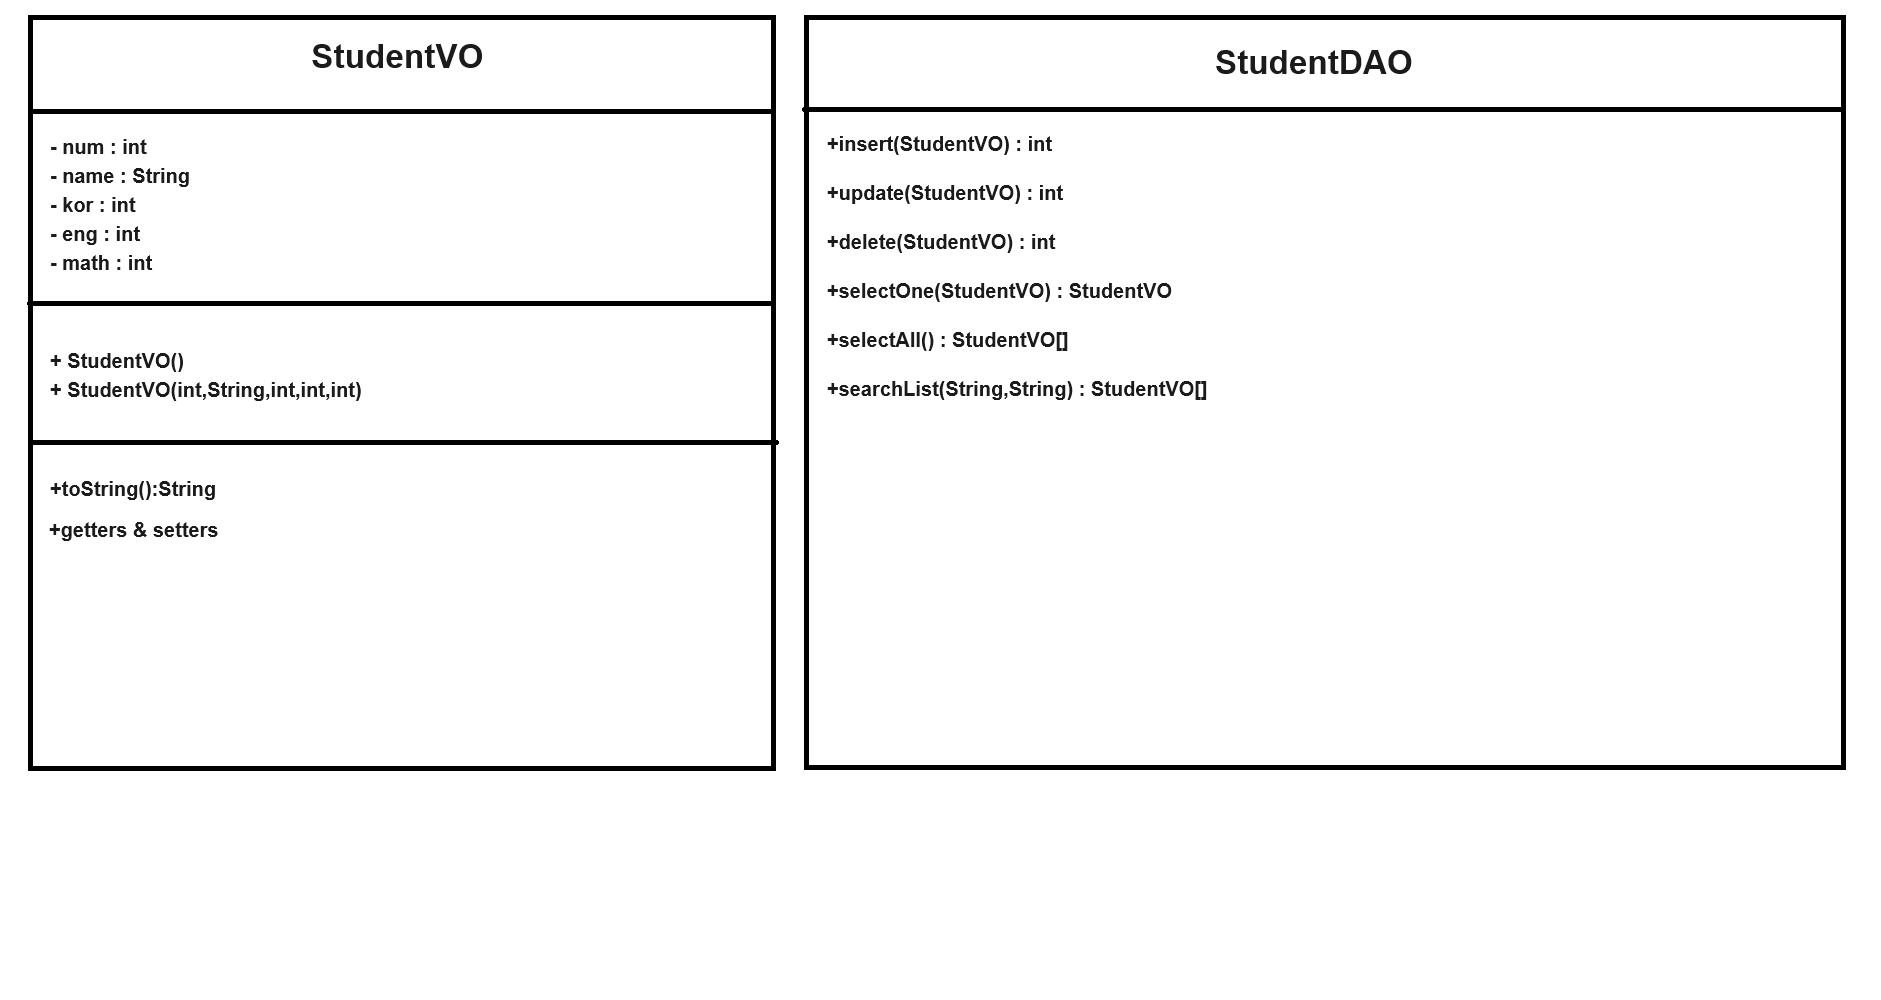 StudentVO
- num : int
- name : String
- kor : int
- eng : int
- math : int
+ StudentVO()
+ StudentVO(int,String,int,int,int)
+toString():String
+getters & setters
StudentDAO
+insert(StudentVO) : int
+update(StudentVO) : int
+delete(StudentVO) : int
+selectOne(StudentVO) : StudentVO
+selectAll() : StudentVO[]
+searchList(String,String) : StudentVO[]